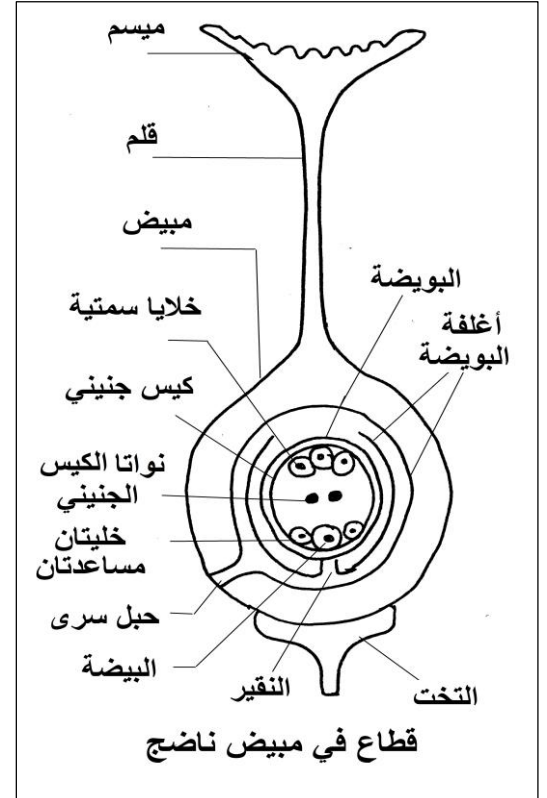 ميسم
قلم
مبيض
البويضة
خلايا سمتية
أغلفة
البويضة
كيس جنيني
نواتا الكيس
الجنيني
خليتان
مساعدتان
حبل سرى
البيضة
النقير
التخت
قطاع في مبيض ناضج